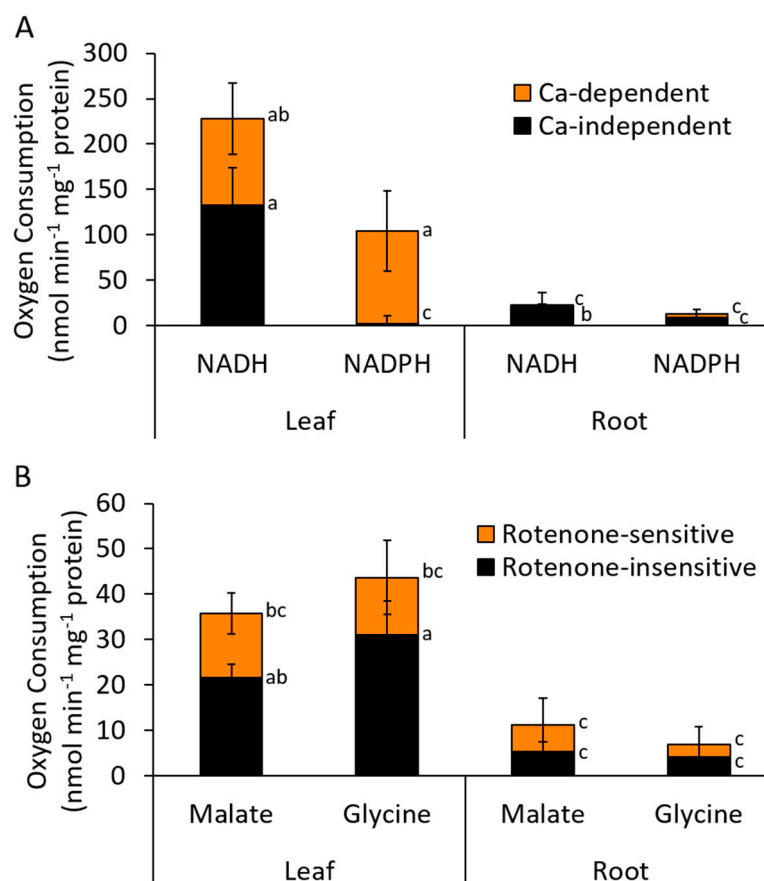 A
Oxygen Consumption
(nmol min⁻¹ mg⁻¹ protein)
300
250
200
150
100
50
0
Ca-dependent
Ca-independent
ab
a
a
c
c
b
c
c
NADH
NADPH
NADH
NADPH
Leaf
Root
B
Oxygen Consumption
(nmol min⁻¹ mg⁻¹ protein)
60
50
40
30
20
10
0
Rotenone-sensitive
Rotenone-insensitive
bc
ab
bc
a
c
c
c
c
Malate
Glycine
Malate
Glycine
Leaf
Root